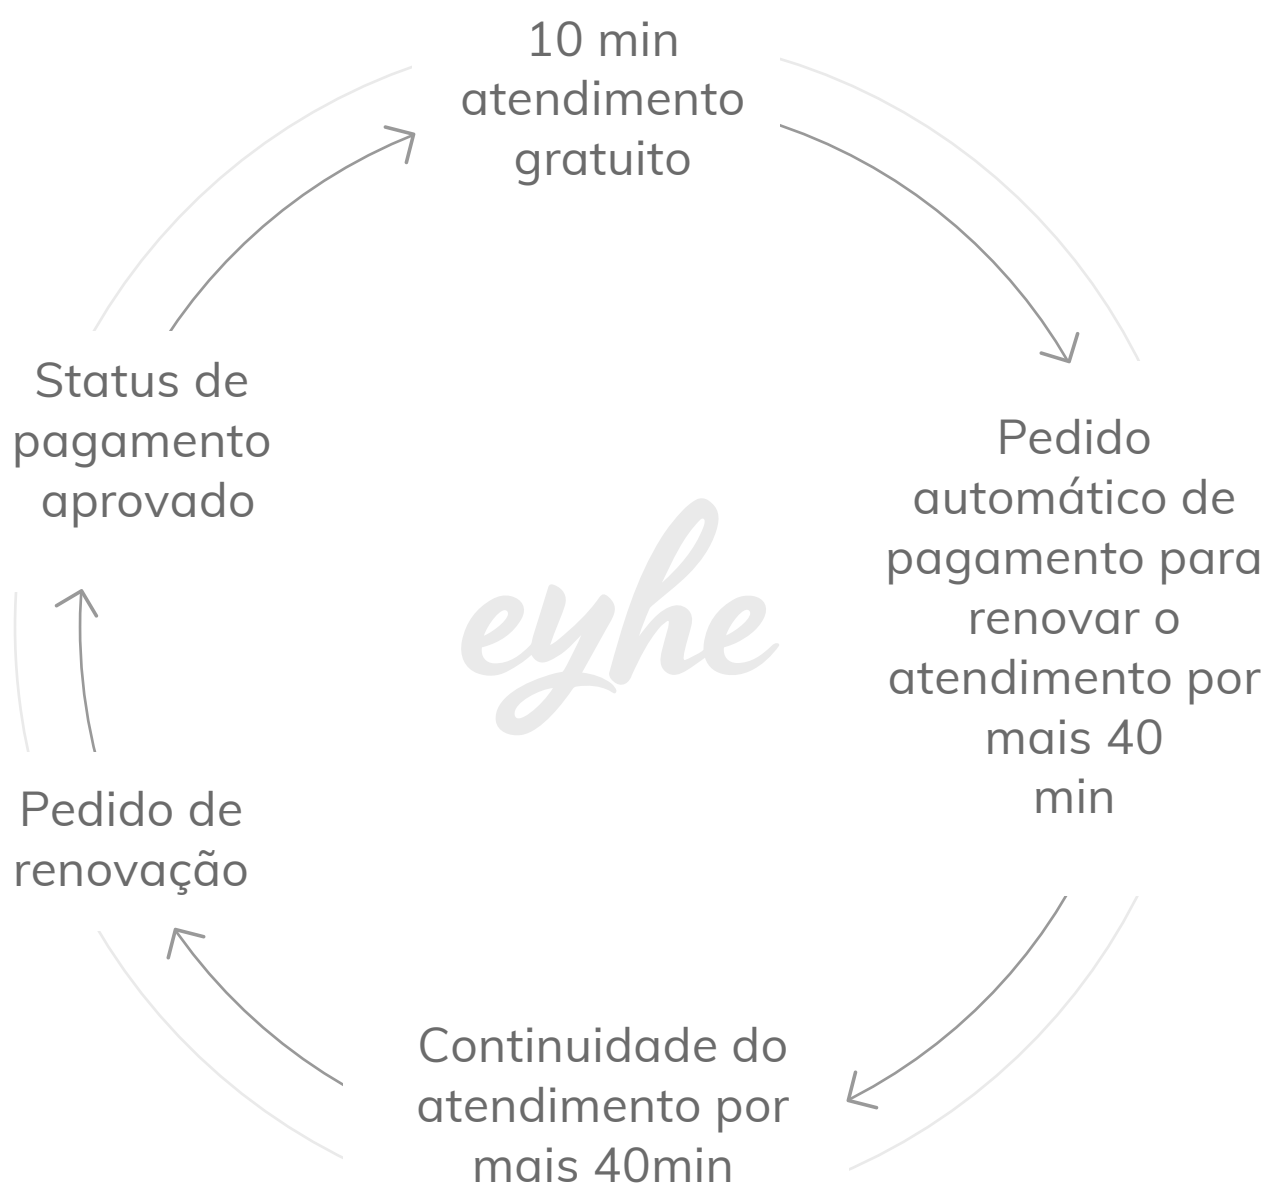 10 min
atendimento
gratuito
Pedido
automático de
pagamento para
renovar o
atendimento por
mais 40
min
Continuidade do
atendimento por
mais 40min
Pedido de
renovação
Status de
pagamento
aprovado
eyhe